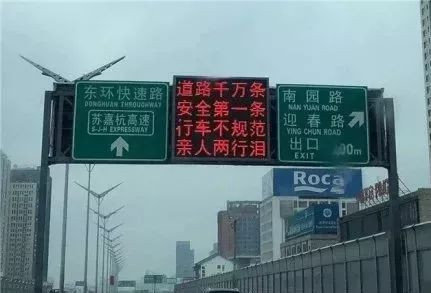 东环快速路
DONGHUAN THROUGHWAY
苏嘉杭高速
S-J-H EXPRESSWAY
道路千万条
安全第一条
行车不规范
亲人两行泪
南园路
NAN YUAN ROAD
迎春路
YING CHUN ROAD
出口
EXIT
Roca